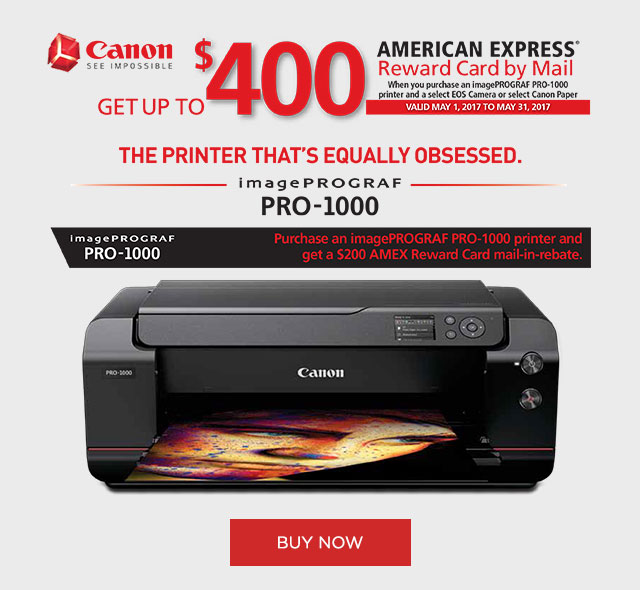 Canon
SEE IMPOSSIBLE
GET UP TO $400
AMERICAN EXPRESS®
Reward Card by Mail
When you purchase an imagePROGRAF PRO-1000
printer and a select EOS Camera or select Canon Paper
VALID MAY 1, 2017 TO MAY 31, 2017
THE PRINTER THAT'S EQUALLY OBSESSED.
imagePROGRAF
PRO-1000
imagePROGRAF
PRO-1000
Purchase an imagePROGRAF PRO-1000 printer and
get a $200 AMEX Reward Card mail-in-rebate.
PRO-1000
Canon
BUY NOW